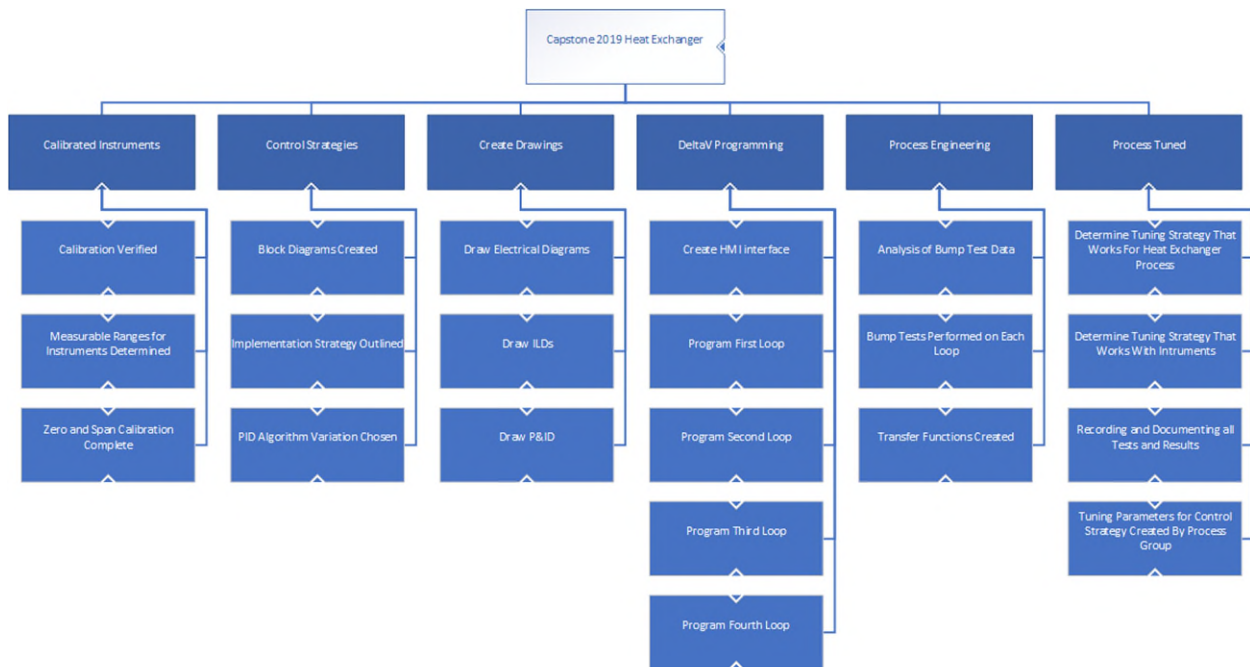 Capstone 2019 Heat Exchanger
Calibrated Instruments
Control Strategies
Create Drawings
DeltaV Programming
Process Engineering
Process Tuned
Calibration Verified
Measurable Ranges for
Instruments Determined
Zero and Span Calibration
Complete
Block Diagrams Created
Implementation Strategy Outlined
PID Algorithm Variation Chosen
Draw Electrical Diagrams
Draw ILDs
Draw P&ID
Create HMI interface
Program First Loop
Program Second Loop
Program Third Loop
Program Fourth Loop
Analysis of Bump Test Data
Bump Tests Performed on Each
Loop
Transfer Functions Created
Determine Tuning Strategy That
Works For Heat Exchanger
Process
Determine Tuning Strategy That
Works With Intruments
Recording and Documenting all
Tests and Results
Tuning Parameters for Control
Strategy Created By Process
Group